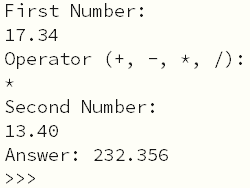 First Number:
17.34
Operator (+, -, *, /):
*
Second Number:
13.40
Answer: 232.356
>>>